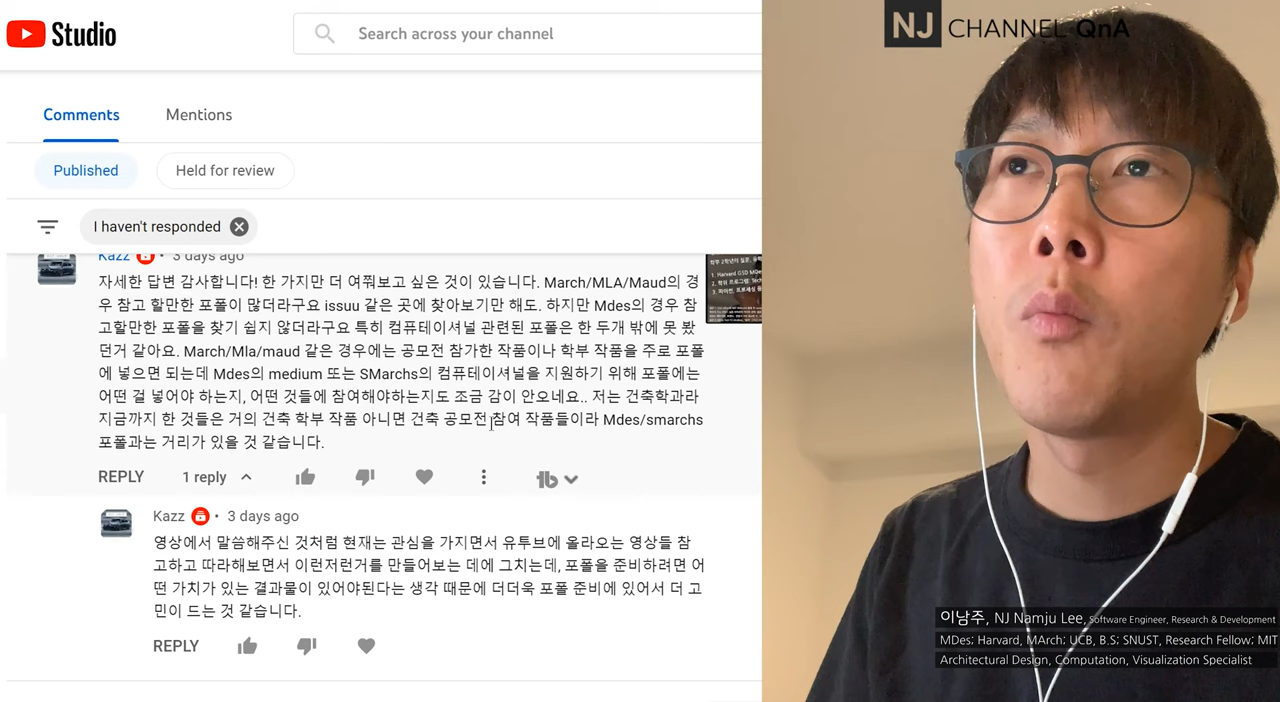 Studio
Search across your channel
NJ CHANNEL QnA
Comments
Mentions
Published
Held for review
I haven't responded
Kazz • 3 days ago
자세한 답변 감사합니다! 한 가지만 더 여쭤보고 싶은 것이 있습니다. March/MLA/Maud의 경
우 참고 할만한 포폴이 많더라구요 issuu 같은 곳에 찾아보기만 해도. 하지만 Mdes의 경우 참
고할만한 포폴을 찾기 쉽지 않더라구요 특히 컴퓨테이셔널 관련된 포폴은 한 두개 밖에 못 봤
던거 같아요. March/Mla/maud 같은 경우에는 공모전 참가한 작품이나 학부 작품을 주로 포폴
에 넣으면 되는데 Mdes의 medium 또는 SMarchs의 컴퓨테이셔널을 지원하기 위해 포폴에는
어떤 걸 넣어야 하는지, 어떤 것들에 참여해야하는지도 조금 감이 안오네요.. 저는 건축학과라
지금까지 한 것들은 거의 건축 학부 작품 아니면 건축 공모전 참여 작품들이라 Mdes/smarchs
포폴과는 거리가 있을 것 같습니다.
REPLY
1 reply
Kazz • 3 days ago
영상에서 말씀해주신 것처럼 현재는 관심을 가지면서 유투브에 올라오는 영상들 참
고하고 따라해보면서 이런저런거를 만들어보는 데에 그치는데, 포폴을 준비하려면 어
떤 가치가 있는 결과물이 있어야된다는 생각 때문에 더더욱 포폴 준비에 있어서 더 고
민이 드는 것 같습니다.
REPLY
이남주, NJ Namju Lee, Software Engineer, Research & Development
MDes; Harvard, MArch; UCB, B.S; SNUST, Research Fellow; MIT
Architectural Design, Computation, Visualization Specialist